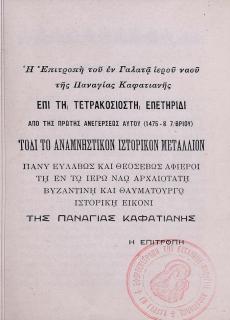 Ἡ Ἐπιτροπὴ τοῦ ἐν Γαλατᾷ ἱεροῦ ναοῦ
τῆς Παναγίας Καφατιανῆς
ΕΠΙ ΤΗ, ΤΕΤΡΑΚΟΣΙΟΣΤΗ, ΕΠΕΤΗΡΙΔΙ
ΑΠΟ ΤΗΣ ΠΡΩΤΗΣ ΑΝΕΓΕΡΣΕΩΣ ΑΥΤΟΥ (1475-8 7/ΒΡΙΟΥ)
ΤΟΔΙ ΤΟ ΑΝΑΜΝΗΣΤΙΚΟΝ ΙΣΤΟΡΙΚΟΝ ΜΕΤΑΛΛΙΟΝ
ΠΑΝΥ ΕΥΛΑΒΩΣ ΚΑΙ ΘΕΟΣΕΒΩΣ ΑΦΙΕΡΟΙ
ΤΗ ΕΝ ΤΩ ΙΕΡΩ ΝΑΩ ΑΡΧΑΙΟΤΑΤΗ
ΒΥΖΑΝΤΙΝΗ ΚΑΙ ΘΑΥΜΑΤΟΥΡΓΩ
ΙΣΤΟΡΙΚΗ ΕΙΚΟΝΙ
ΤΗΣ ΠΑΝΑΓΙΑΣ ΚΑΦΑΤΙΑΝΗΣ
Η ΕΠΙΤΡΟΠΗ